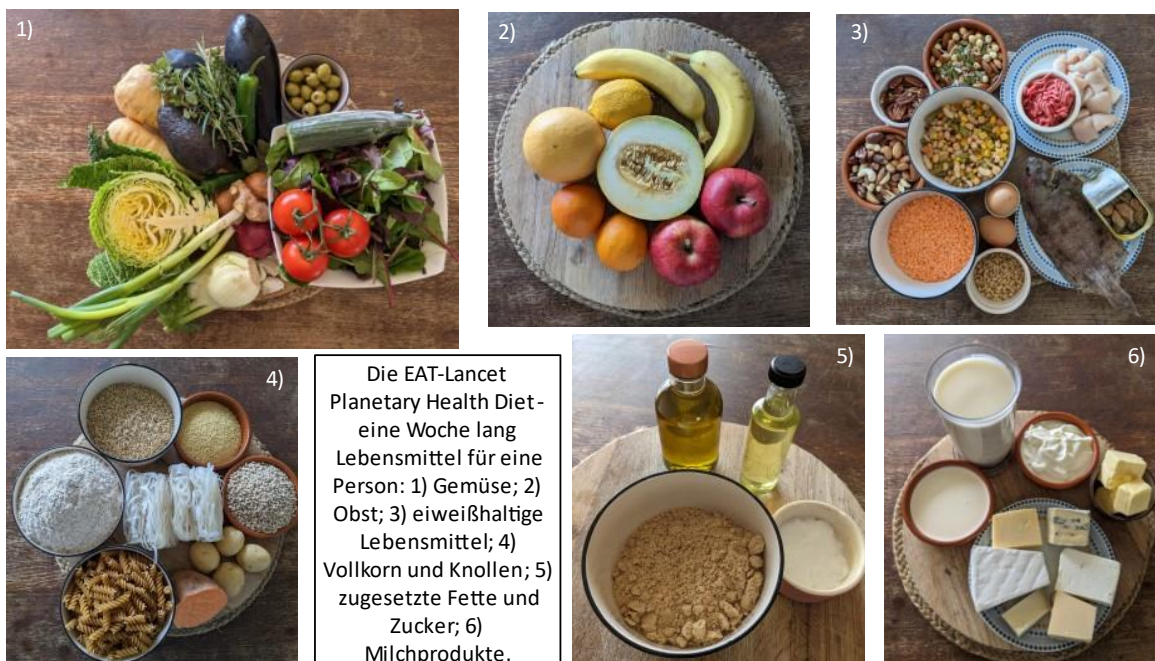 1)
2)
3)
4)
Die EAT-Lancet
Planetary Health Diet-
eine Woche lang
Lebensmittel für eine
Person: 1) Gemüse; 2)
Obst; 3) eiweißhaltige
Lebensmittel; 4)
Vollkorn und Knollen; 5)
zugesetzte Fette und
Zucker; 6)
Milchprodukte.
5)
6)